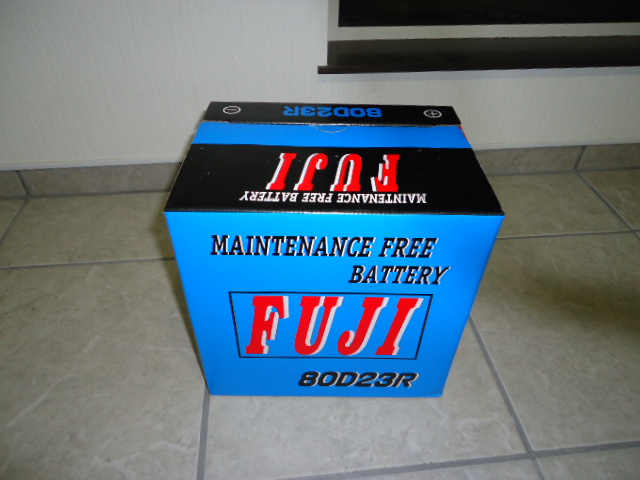 ⊖ 80D23R ⊕
FUJI
MAINTENANCE FREE BATTERY
MAINTENANCE FREE
BATTERY
FUJI
80D23R